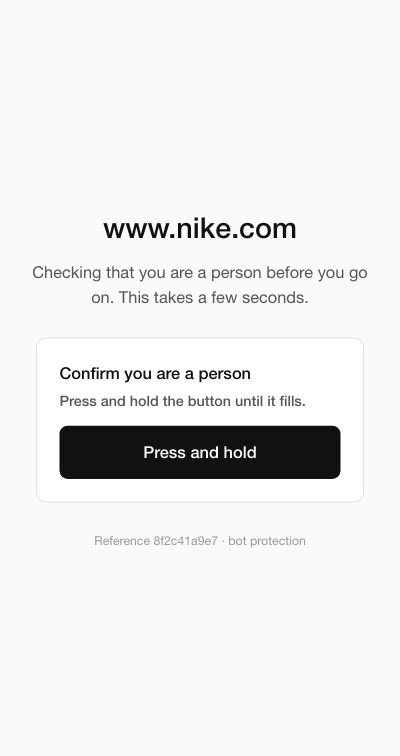 www.nike.com
Checking that you are a person before you go
on. This takes a few seconds.
Confirm you are a person
Press and hold the button until it fills.
Press and hold
Reference 8f2c41a9e7 · bot protection